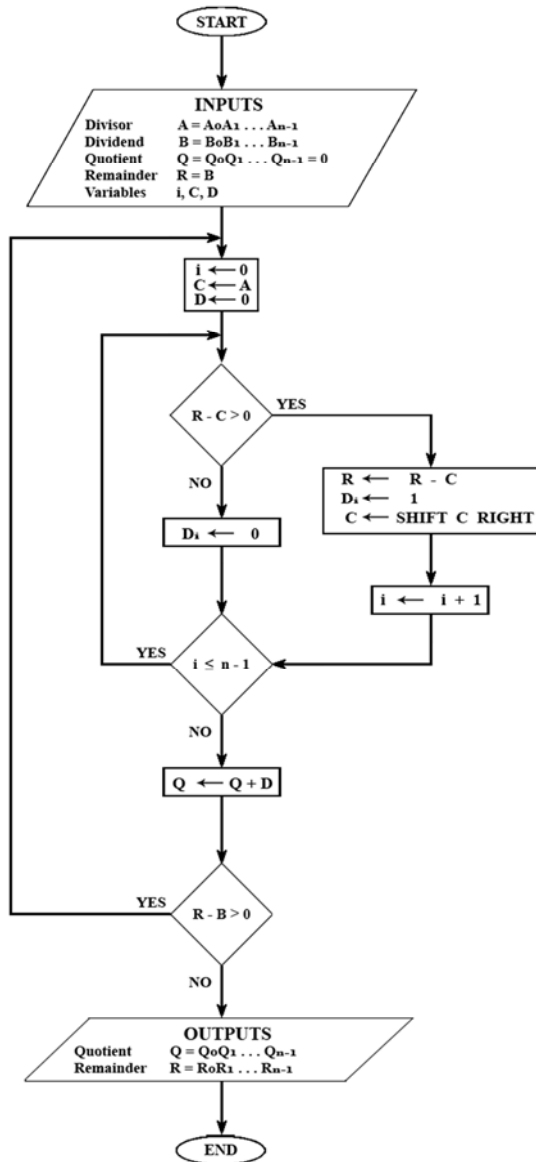 START
INPUTS
Divisor A = A₀A₁ . . . Aₙ₋₁
Dividend B = B₀B₁ . . . Bₙ₋₁
Quotient Q = Q₀Q₁ . . . Qₙ₋₁ = 0
Remainder R = B
Variables i, C, D
i ← 0
C ← A
D ← 0
R - C > 0
YES
NO
R ← R - C
Dᵢ ← 1
C ← SHIFT C RIGHT
Dᵢ ← 0
i ← i + 1
YES
i ≤ n - 1
NO
Q ← Q + D
YES
R - B > 0
NO
OUTPUTS
Quotient Q = Q₀Q₁ . . . Qₙ₋₁
Remainder R = R₀R₁ . . . Rₙ₋₁
END